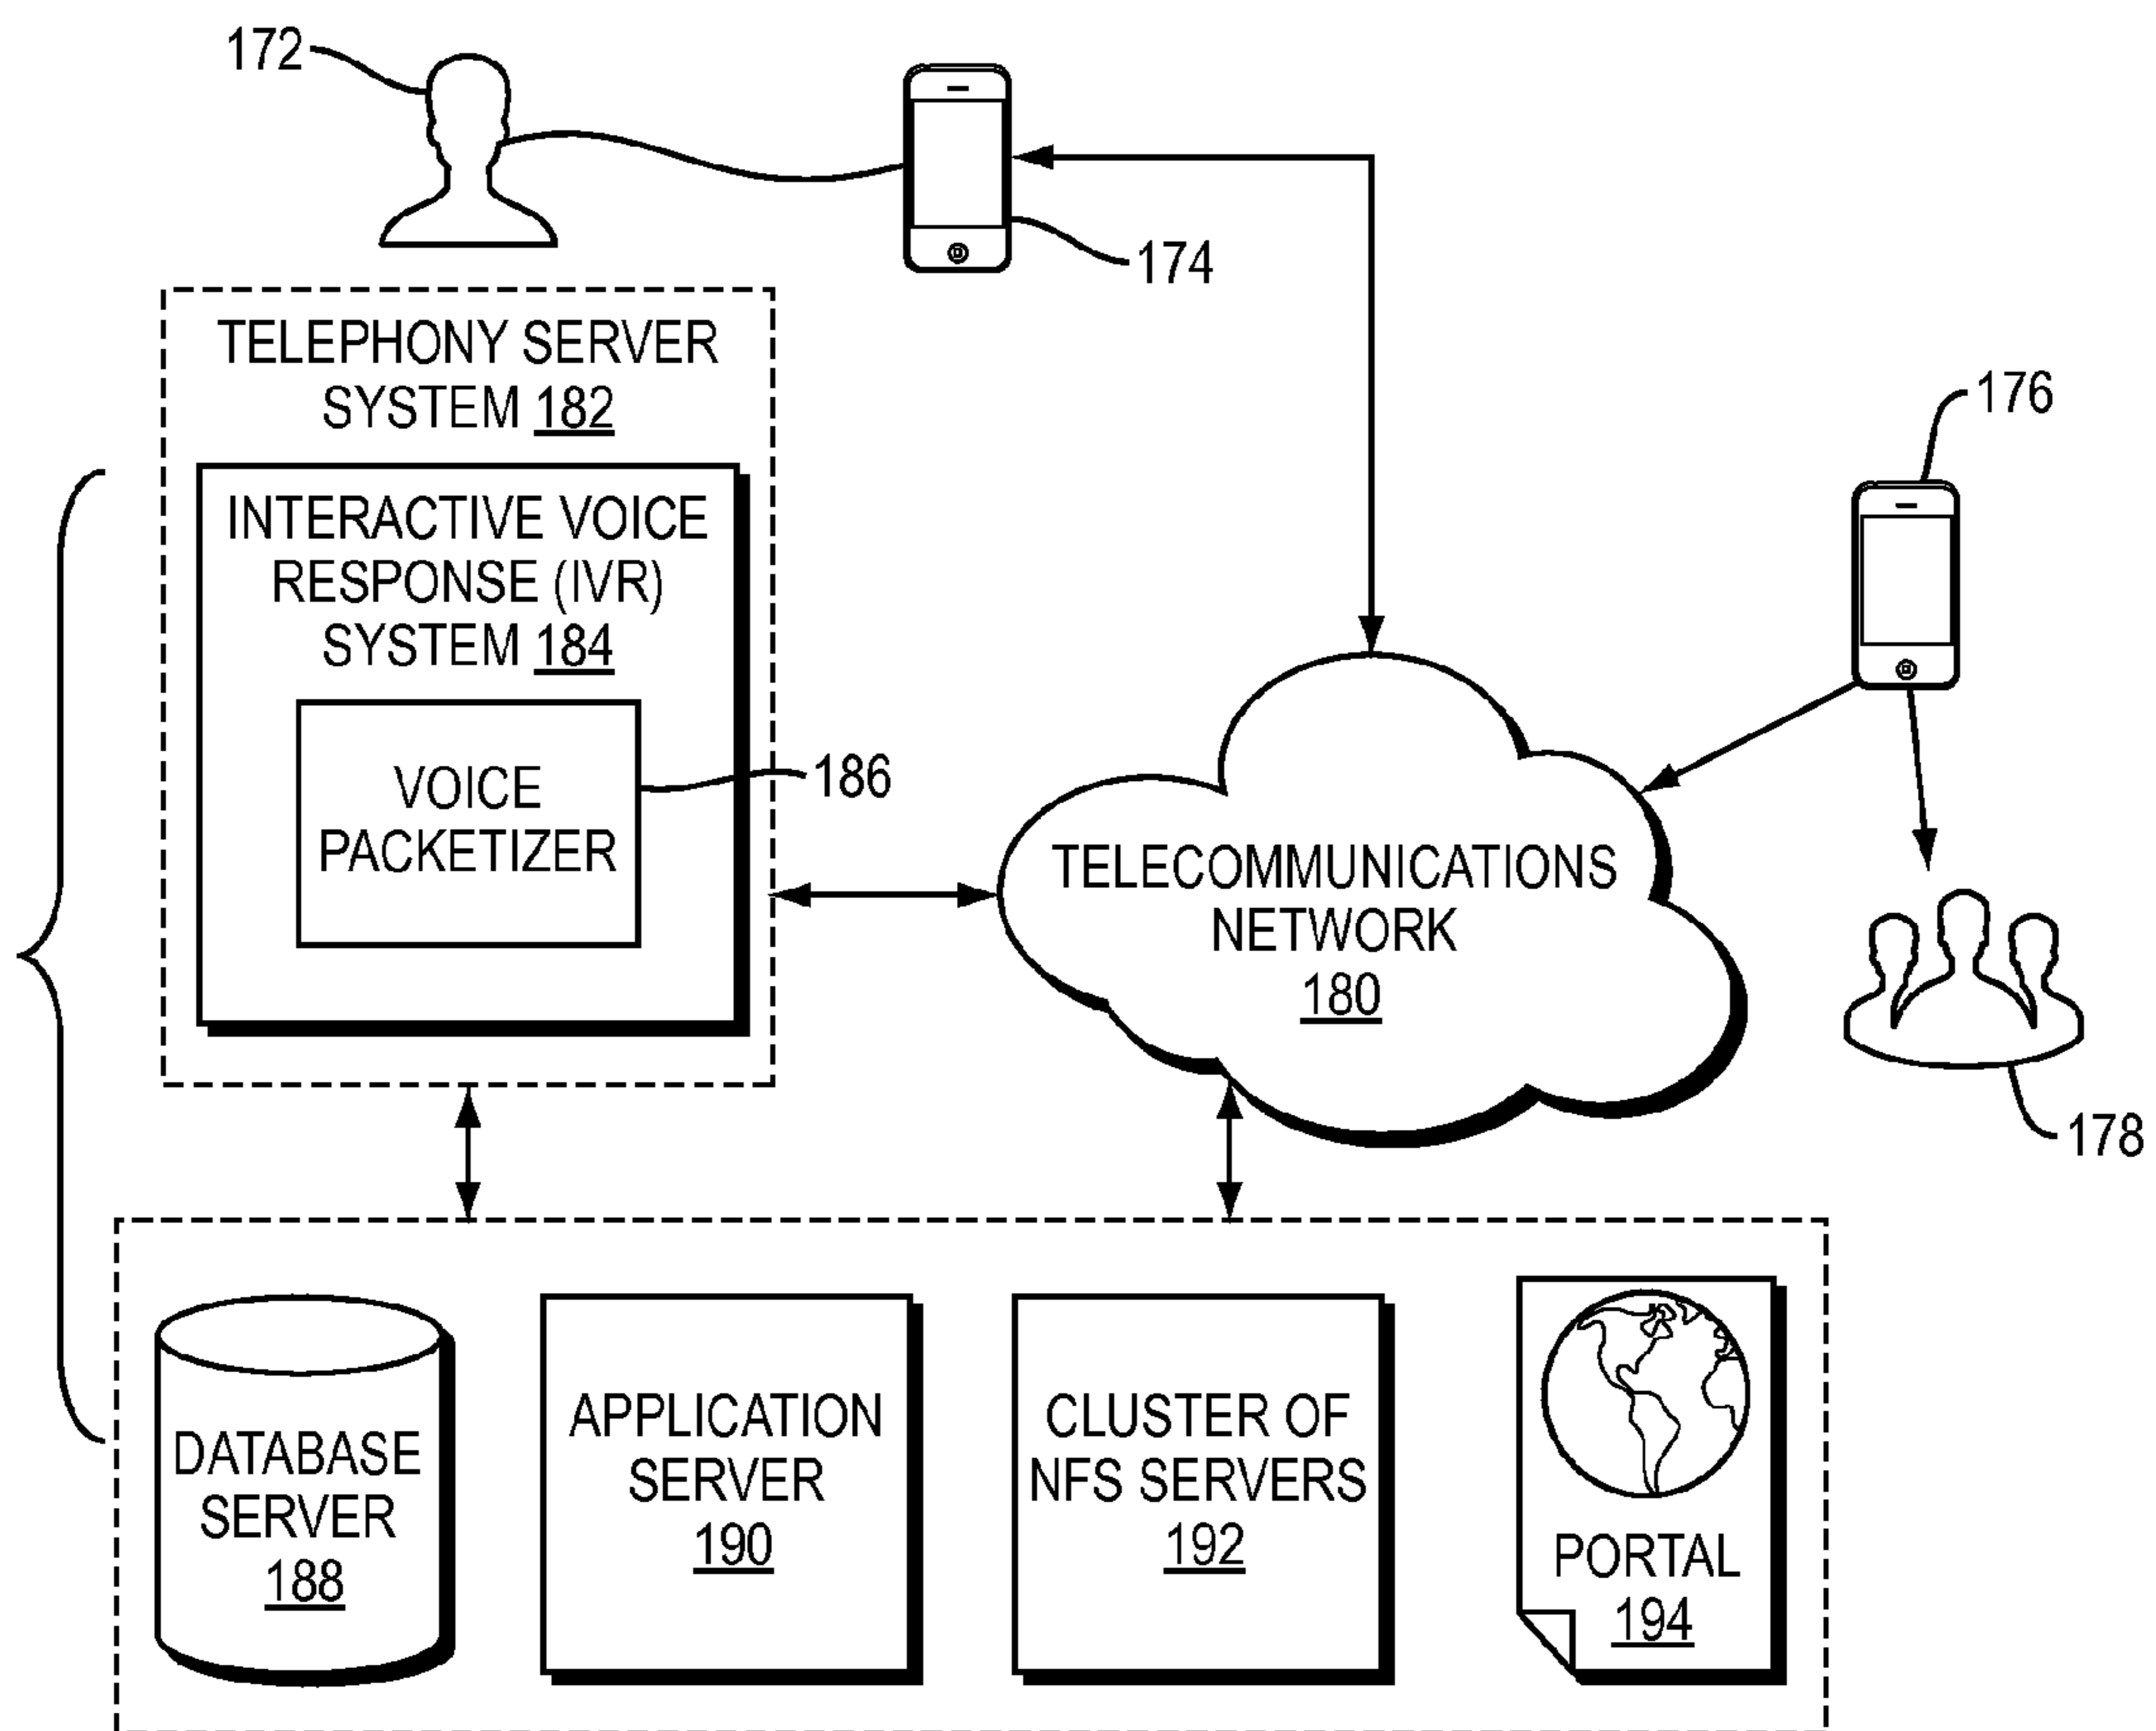 172
174
TELEPHONY SERVER
SYSTEM 182
176
INTERACTIVE VOICE
RESPONSE (IVR)
SYSTEM 184
VOICE
PACKETIZER
186
TELECOMMUNICATIONS
NETWORK
180
178
DATABASE
SERVER
188
APPLICATION
SERVER
190
CLUSTER OF
NFS SERVERS
192
PORTAL
194